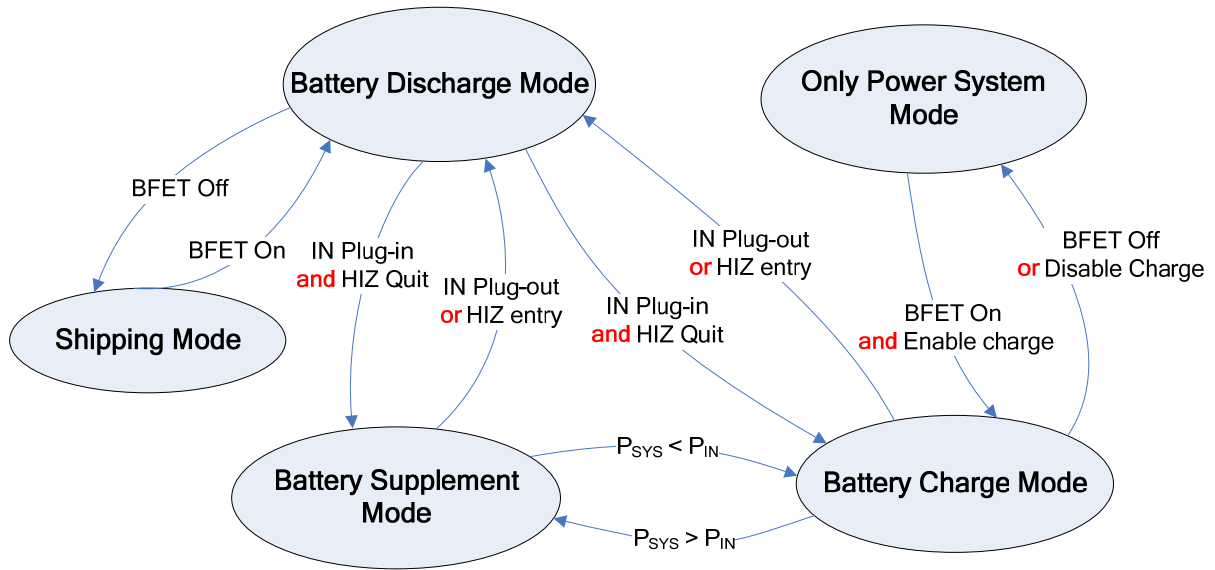 Battery Discharge Mode
Only Power System
Mode
BFET Off
BFET On
IN Plug-in
and HIZ Quit
IN Plug-out
or HIZ entry
IN Plug-in
and HIZ Quit
IN Plug-out
or HIZ entry
BFET Off
or Disable Charge
BFET On
and Enable charge
Shipping Mode
PSYS < PIN
Battery Supplement
Mode
Battery Charge Mode
PSYS > PIN